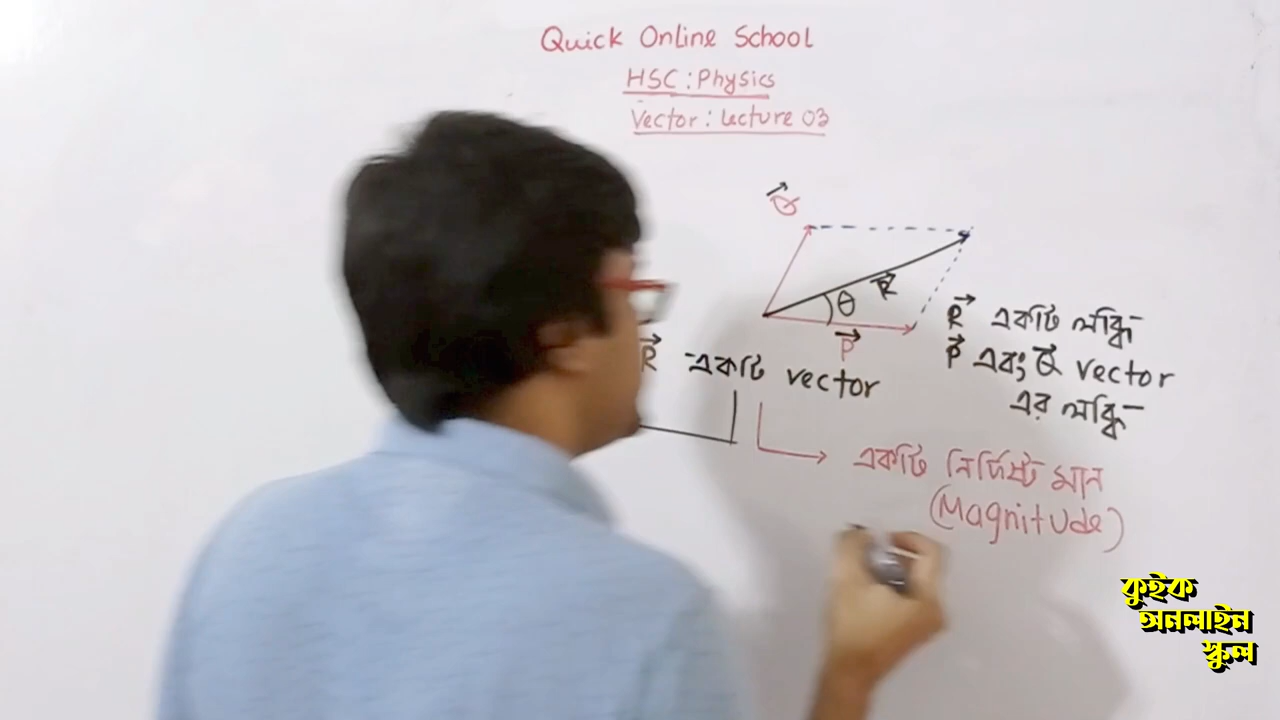 Quick Online School
HSC : Physics
Vector : Lecture 03
Q
θ
R
P
R একটি লব্ধি
P এবং Q vector
এর লব্ধি
R একটি vector
একটি নির্দিষ্ট মান
(Magnitude)
কুইক
অনলাইন
স্কুল